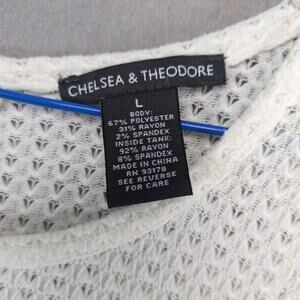 CHELSEA & THEODORE
L
BODY:
67% POLYESTER
31% RAYON
2% SPANDEX
INSIDE TANK:
92% RAYON
8% SPANDEX
MADE IN CHINA
RN 93178
SEE REVERSE
FOR CARE